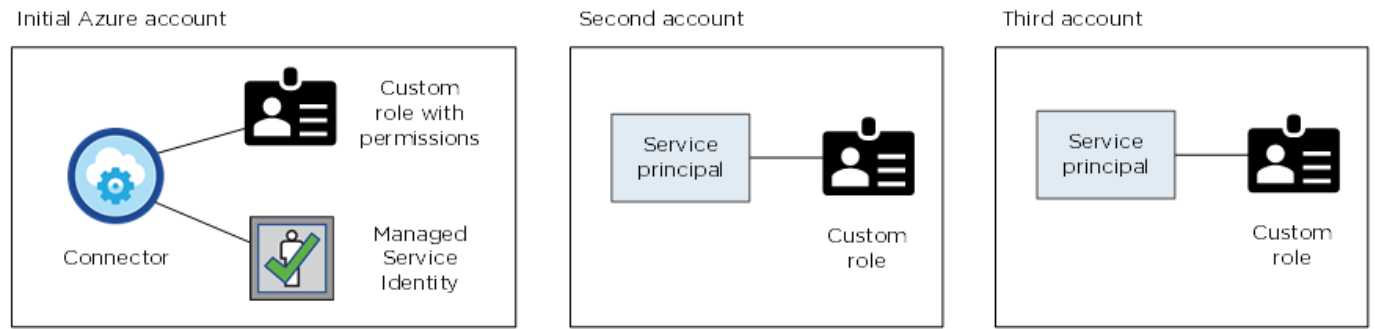 Initial Azure account
Second account
Third account
Custom
role with
permissions
Connector
Managed
Service
Identity
Service
principal
Custom
role
Service
principal
Custom
role